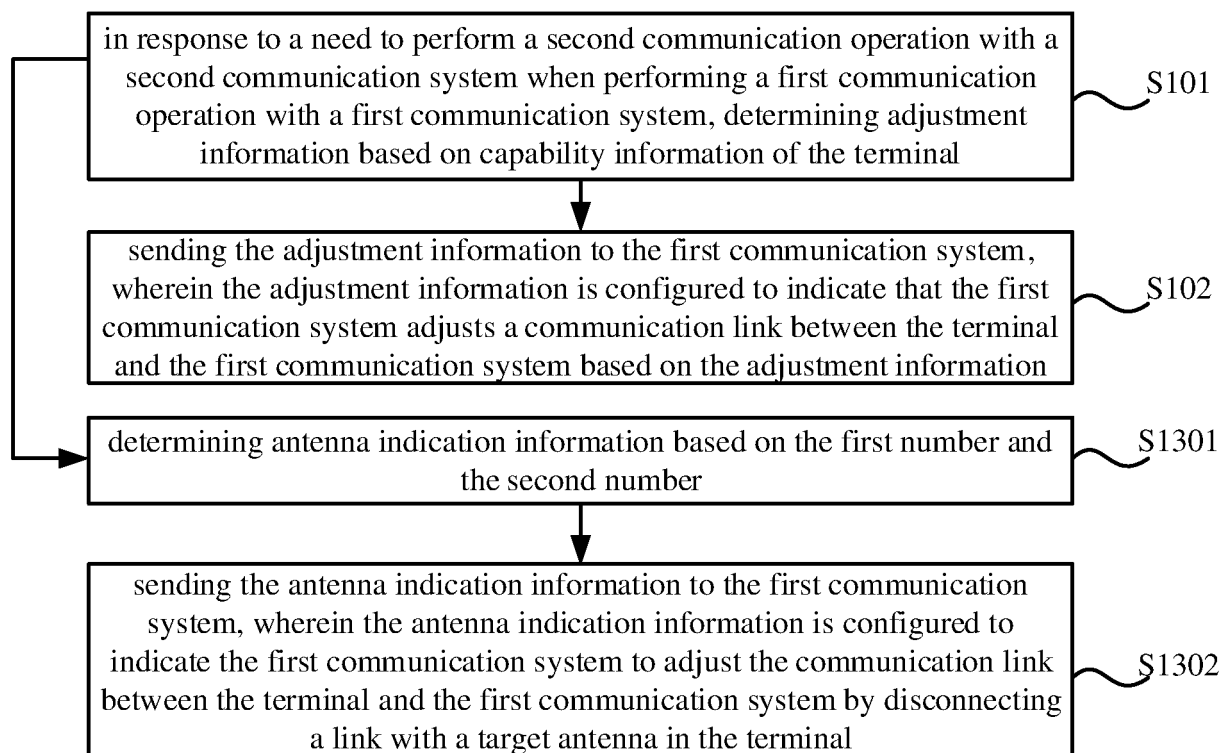 in response to a need to perform a second communication operation with a
second communication system when performing a first communication
operation with a first communication system, determining adjustment
information based on capability information of the terminal
S101
sending the adjustment information to the first communication system,
wherein the adjustment information is configured to indicate that the first
communication system adjusts a communication link between the terminal
and the first communication system based on the adjustment information
S102
determining antenna indication information based on the first number and
the second number
S1301
sending the antenna indication information to the first communication
system, wherein the antenna indication information is configured to
indicate the first communication system to adjust the communication link
between the terminal and the first communication system by disconnecting
a link with a target antenna in the terminal
S1302